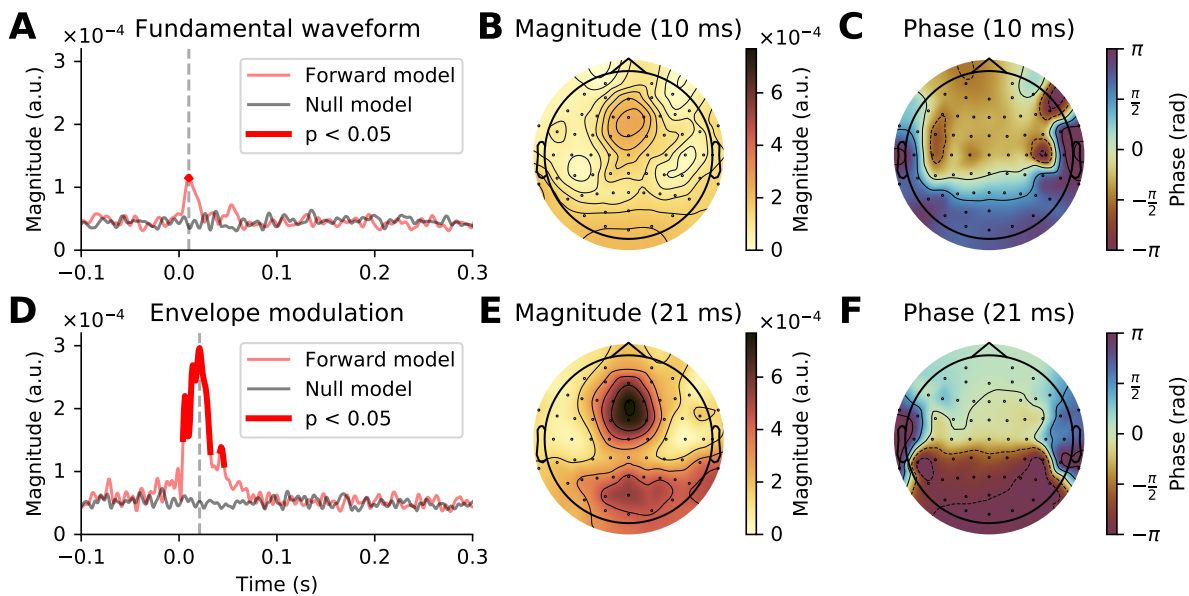 A
×10⁻⁴ Fundamental waveform
Magnitude (a.u.)
3
2
1
0
Forward model
Null model
p < 0.05
−0.1
0.0
0.1
0.2
0.3
B
Magnitude (10 ms)
×10⁻⁴
6
4
2
0
Magnitude (a.u.)
C
Phase (10 ms)
π
π/2
0
−π/2
−π
Phase (rad)
D
×10⁻⁴ Envelope modulation
Magnitude (a.u.)
3
2
1
0
Forward model
Null model
p < 0.05
−0.1
0.0
0.1
0.2
0.3
Time (s)
E
Magnitude (21 ms)
×10⁻⁴
6
4
2
0
Magnitude (a.u.)
F
Phase (21 ms)
π
π/2
0
−π/2
−π
Phase (rad)